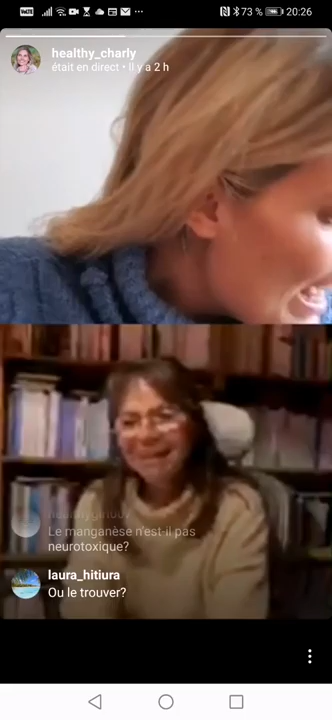 73 % 20:26
healthy_charly
était en direct • Il y a 2 h
Le manganèse n'est-il pas
neurotoxique?
laura_hitiura
Ou le trouver?